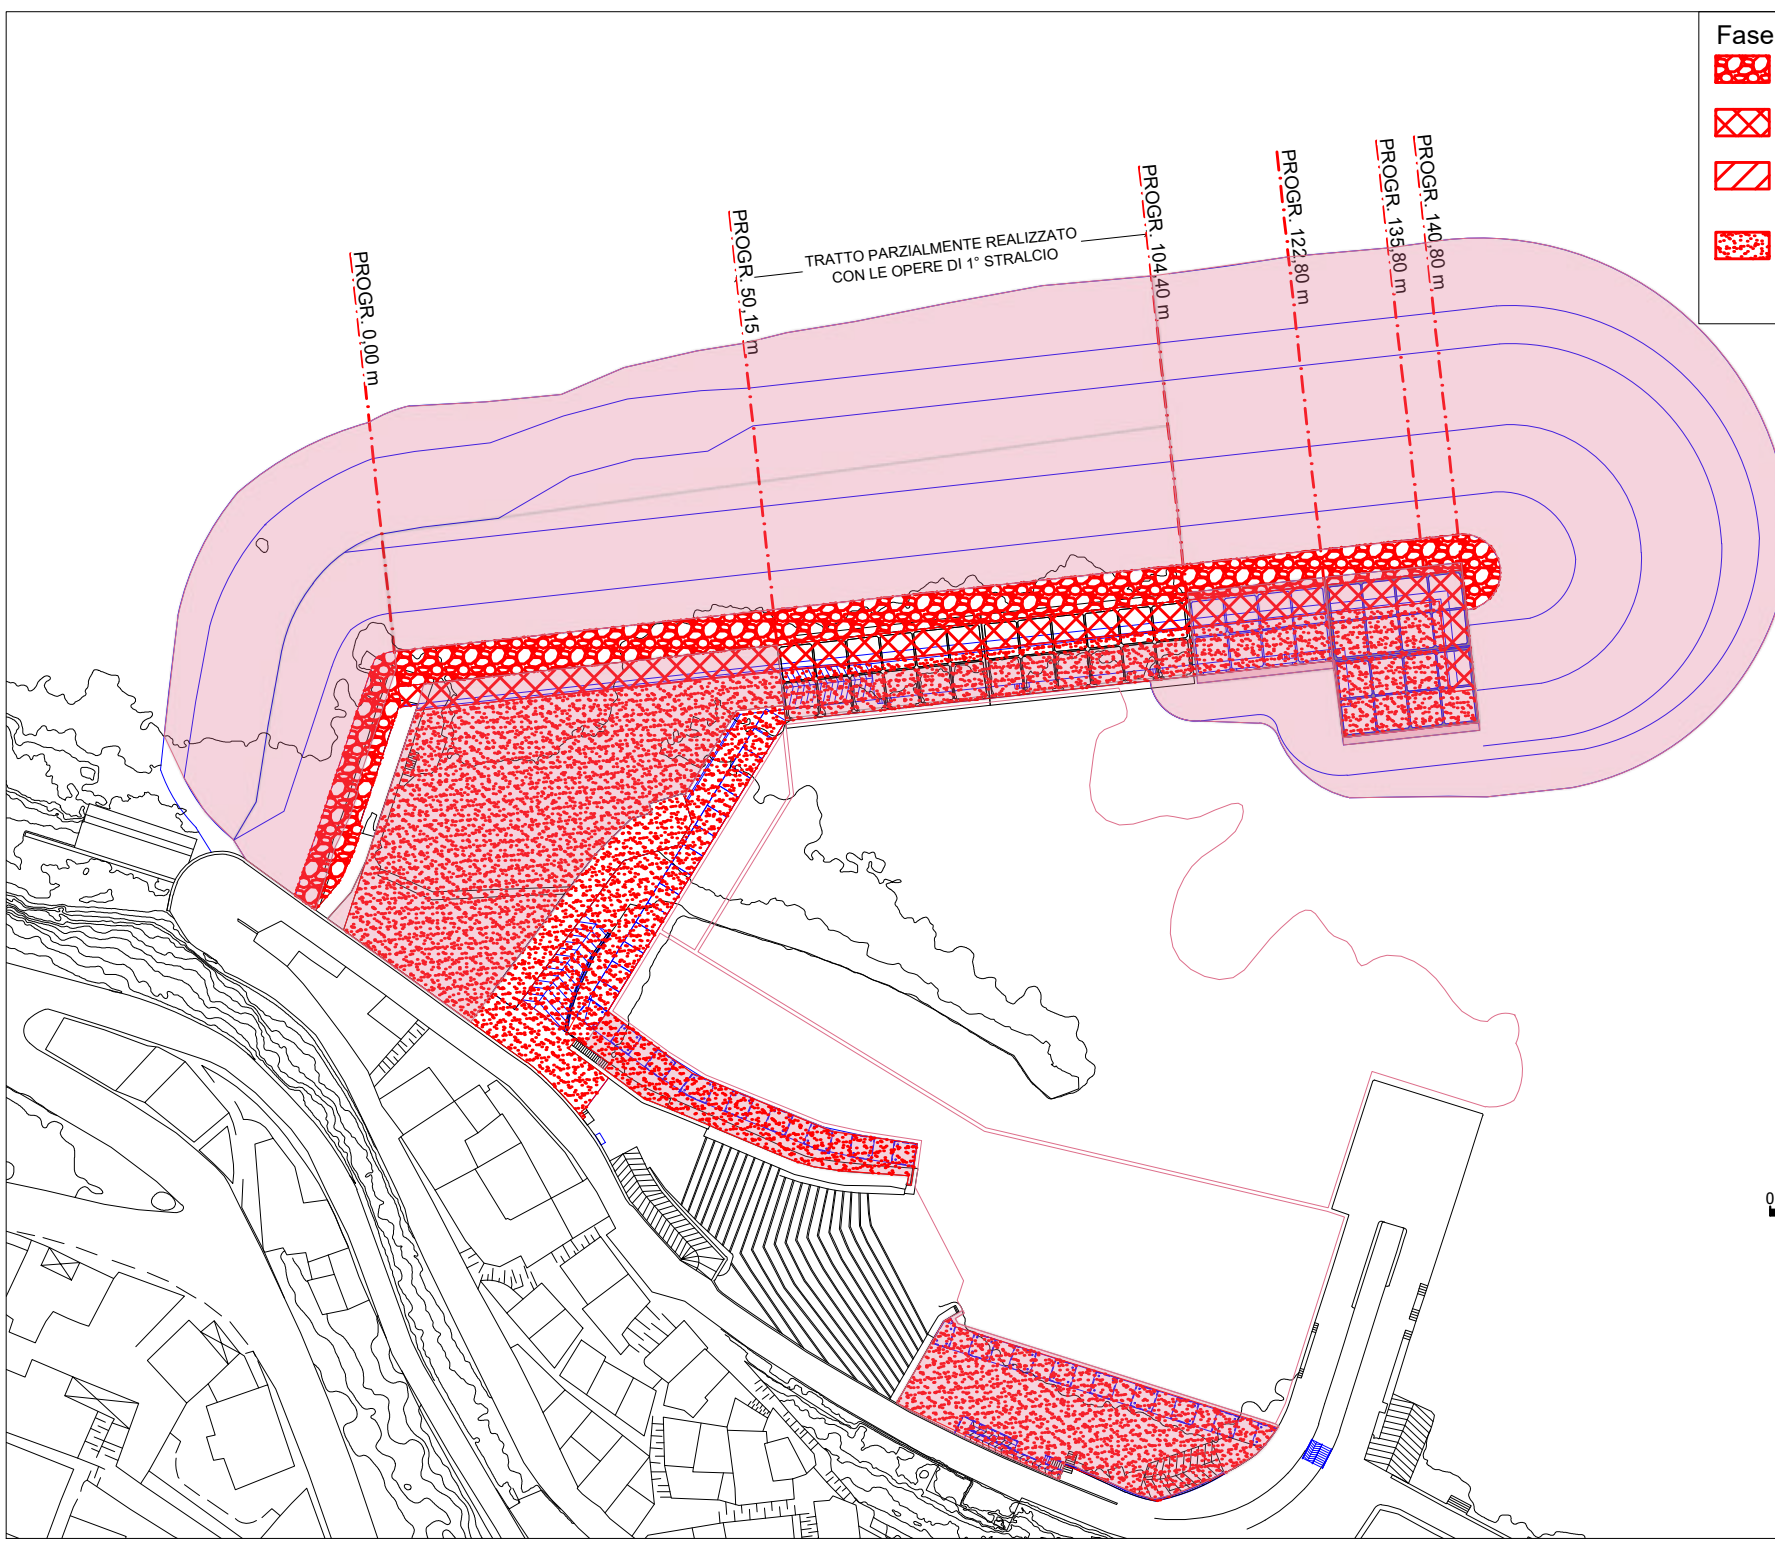 Fase
PROGR. 0,00 m
PROGR. 50,15 m
TRATTO PARZIALMENTE REALIZZATO
CON LE OPERE DI 1° STRALCIO
PROGR. 104,40 m
PROGR. 122,80 m
PROGR. 135,80 m
PROGR. 140,80 m
0